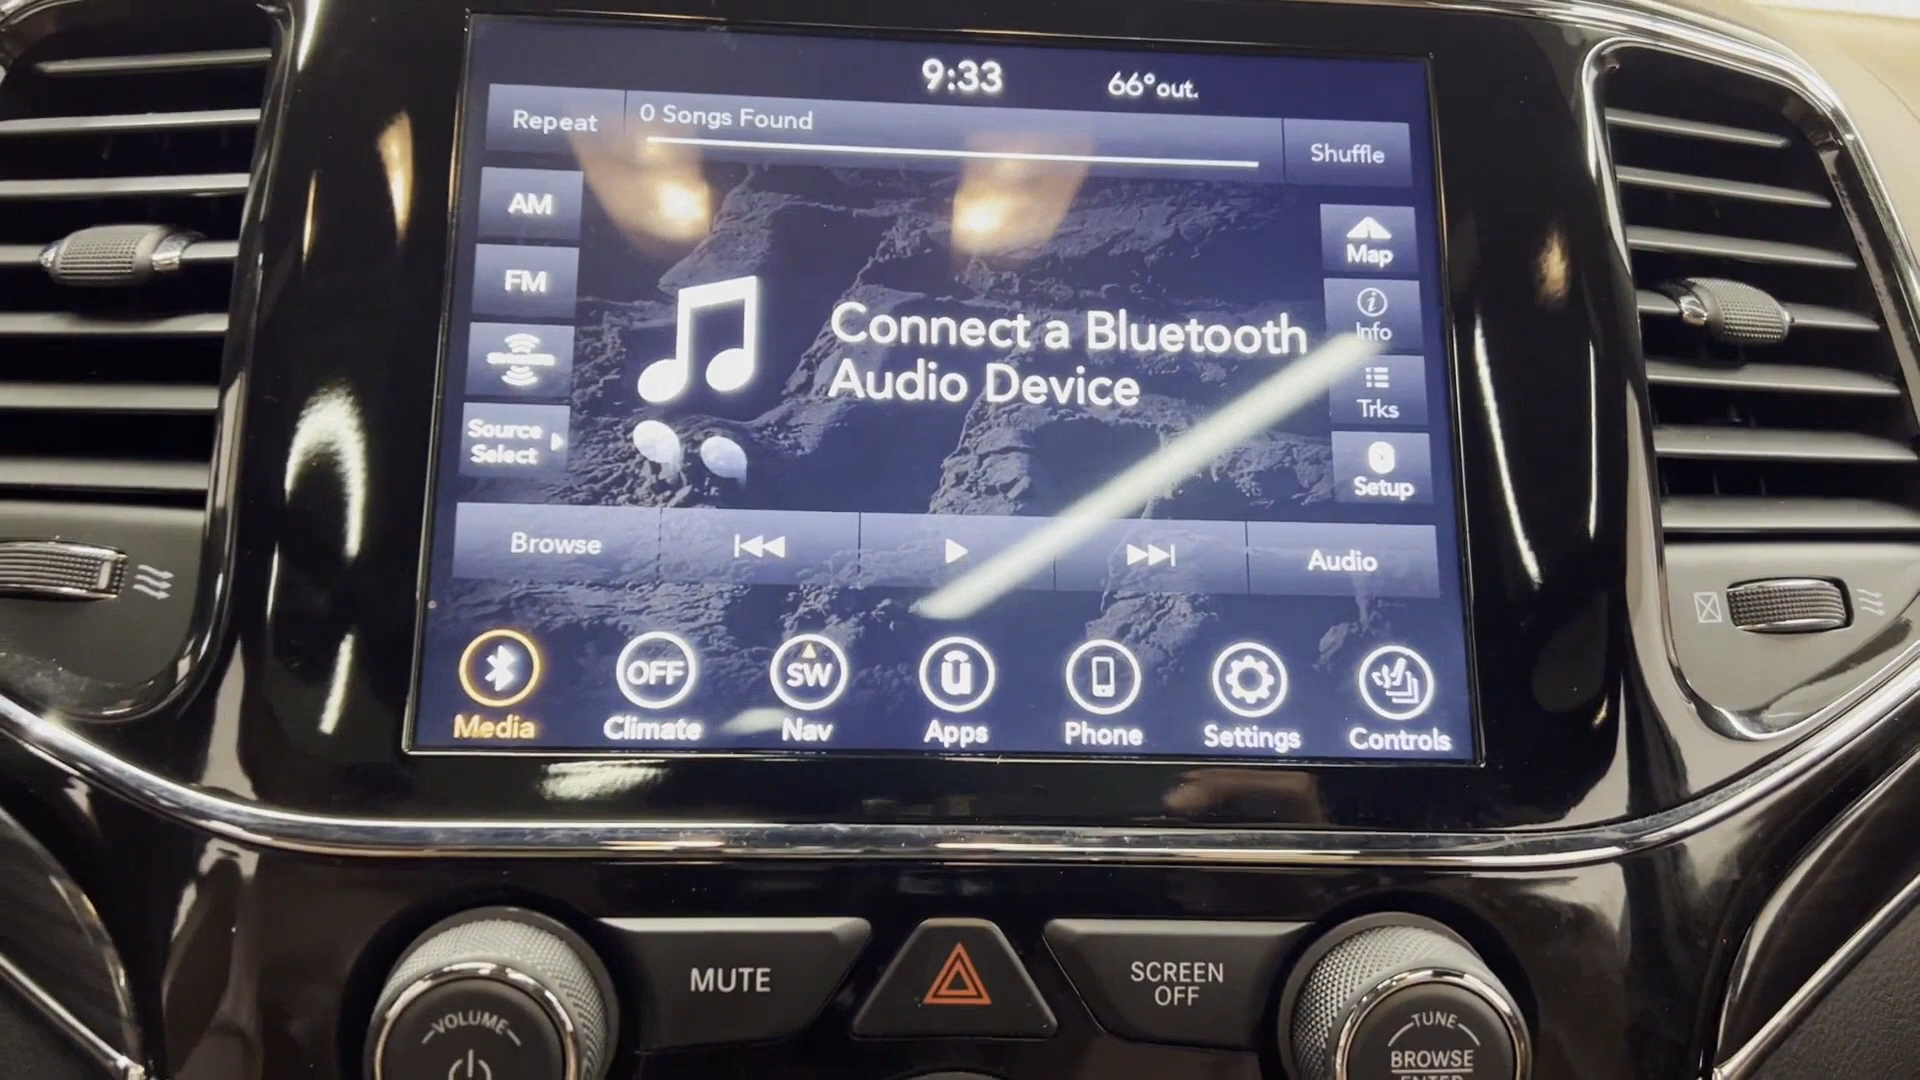 9:33
66° out.
Repeat
0 Songs Found
Shuffle
AM
Map
FM
Info
Connect a Bluetooth
Audio Device
Trks
Source
Select
Setup
Browse
Audio
OFF
SW
Media
Climate
Nav
Apps
Phone
Settings
Controls
MUTE
SCREEN
OFF
VOLUME
TUNE
BROWSE
ENTER